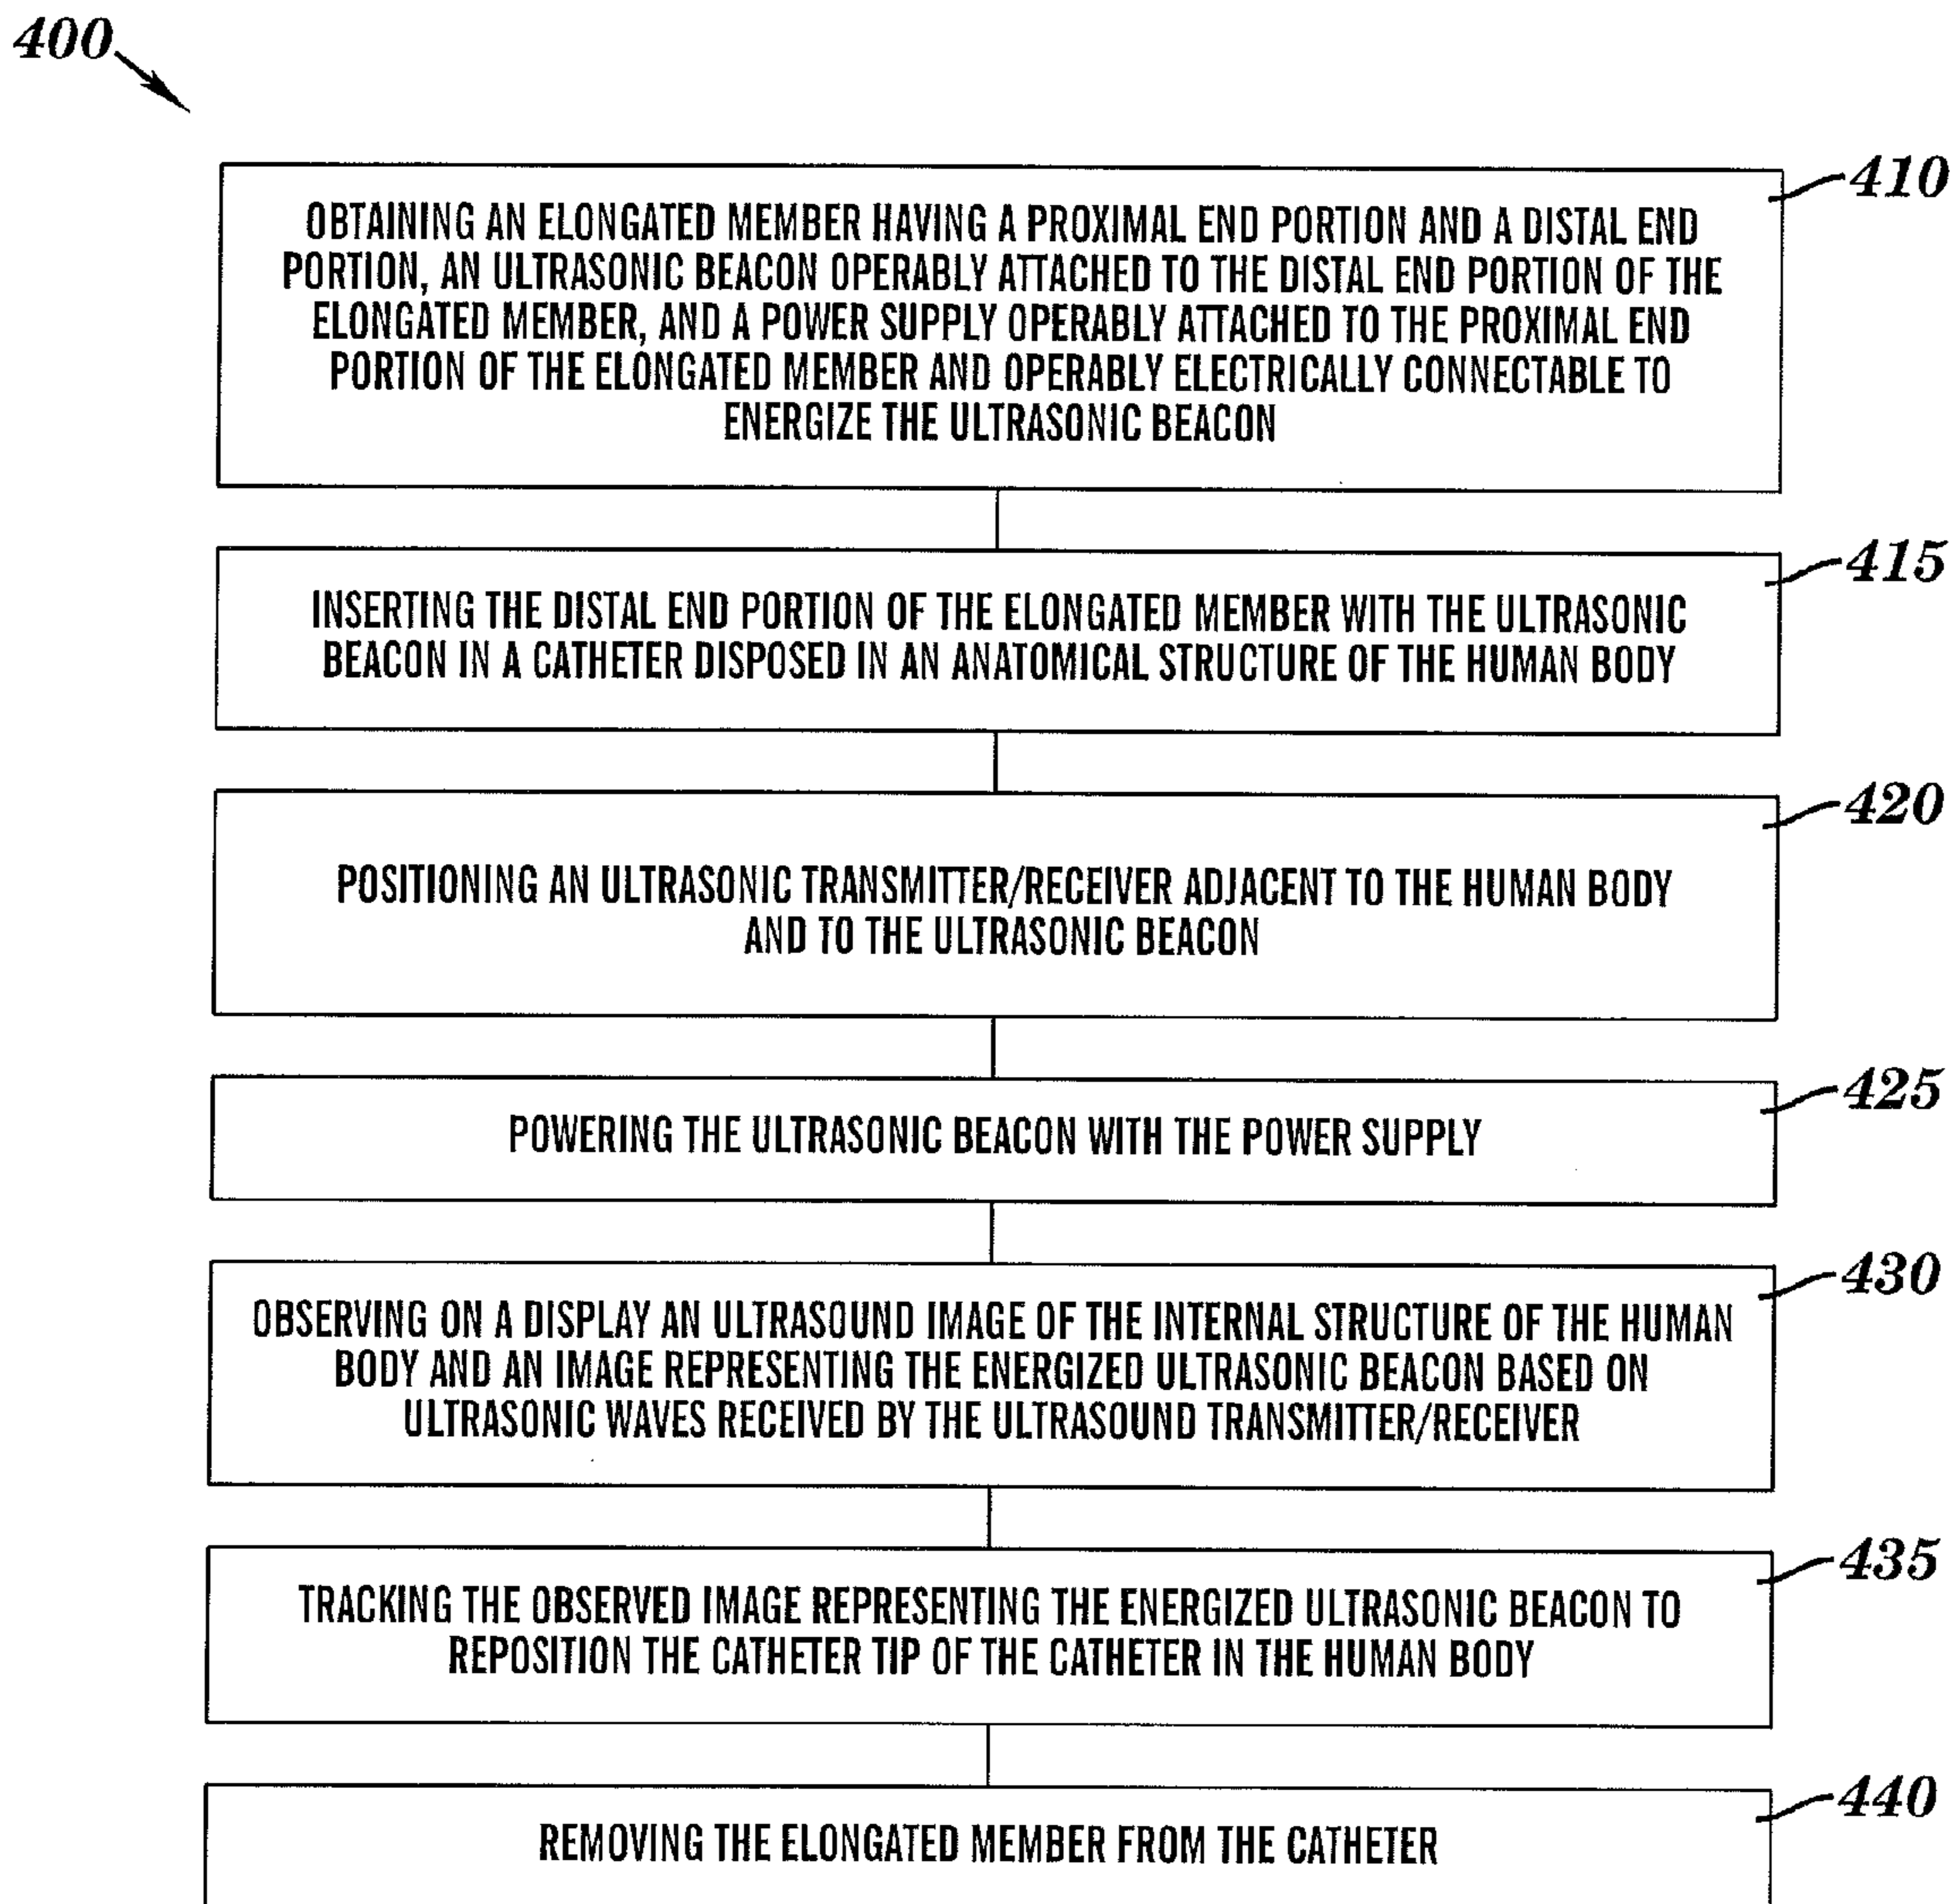 400
410
OBTAINING AN ELONGATED MEMBER HAVING A PROXIMAL END PORTION AND A DISTAL END
PORTION, AN ULTRASONIC BEACON OPERABLY ATTACHED TO THE DISTAL END PORTION OF THE
ELONGATED MEMBER, AND A POWER SUPPLY OPERABLY ATTACHED TO THE PROXIMAL END
PORTION OF THE ELONGATED MEMBER AND OPERABLY ELECTRICALLY CONNECTABLE TO
ENERGIZE THE ULTRASONIC BEACON
415
INSERTING THE DISTAL END PORTION OF THE ELONGATED MEMBER WITH THE ULTRASONIC
BEACON IN A CATHETER DISPOSED IN AN ANATOMICAL STRUCTURE OF THE HUMAN BODY
420
POSITIONING AN ULTRASONIC TRANSMITTER/RECEIVER ADJACENT TO THE HUMAN BODY
AND TO THE ULTRASONIC BEACON
425
POWERING THE ULTRASONIC BEACON WITH THE POWER SUPPLY
430
OBSERVING ON A DISPLAY AN ULTRASOUND IMAGE OF THE INTERNAL STRUCTURE OF THE HUMAN
BODY AND AN IMAGE REPRESENTING THE ENERGIZED ULTRASONIC BEACON BASED ON
ULTRASONIC WAVES RECEIVED BY THE ULTRASOUND TRANSMITTER/RECEIVER
435
TRACKING THE OBSERVED IMAGE REPRESENTING THE ENERGIZED ULTRASONIC BEACON TO
REPOSITION THE CATHETER TIP OF THE CATHETER IN THE HUMAN BODY
440
REMOVING THE ELONGATED MEMBER FROM THE CATHETER